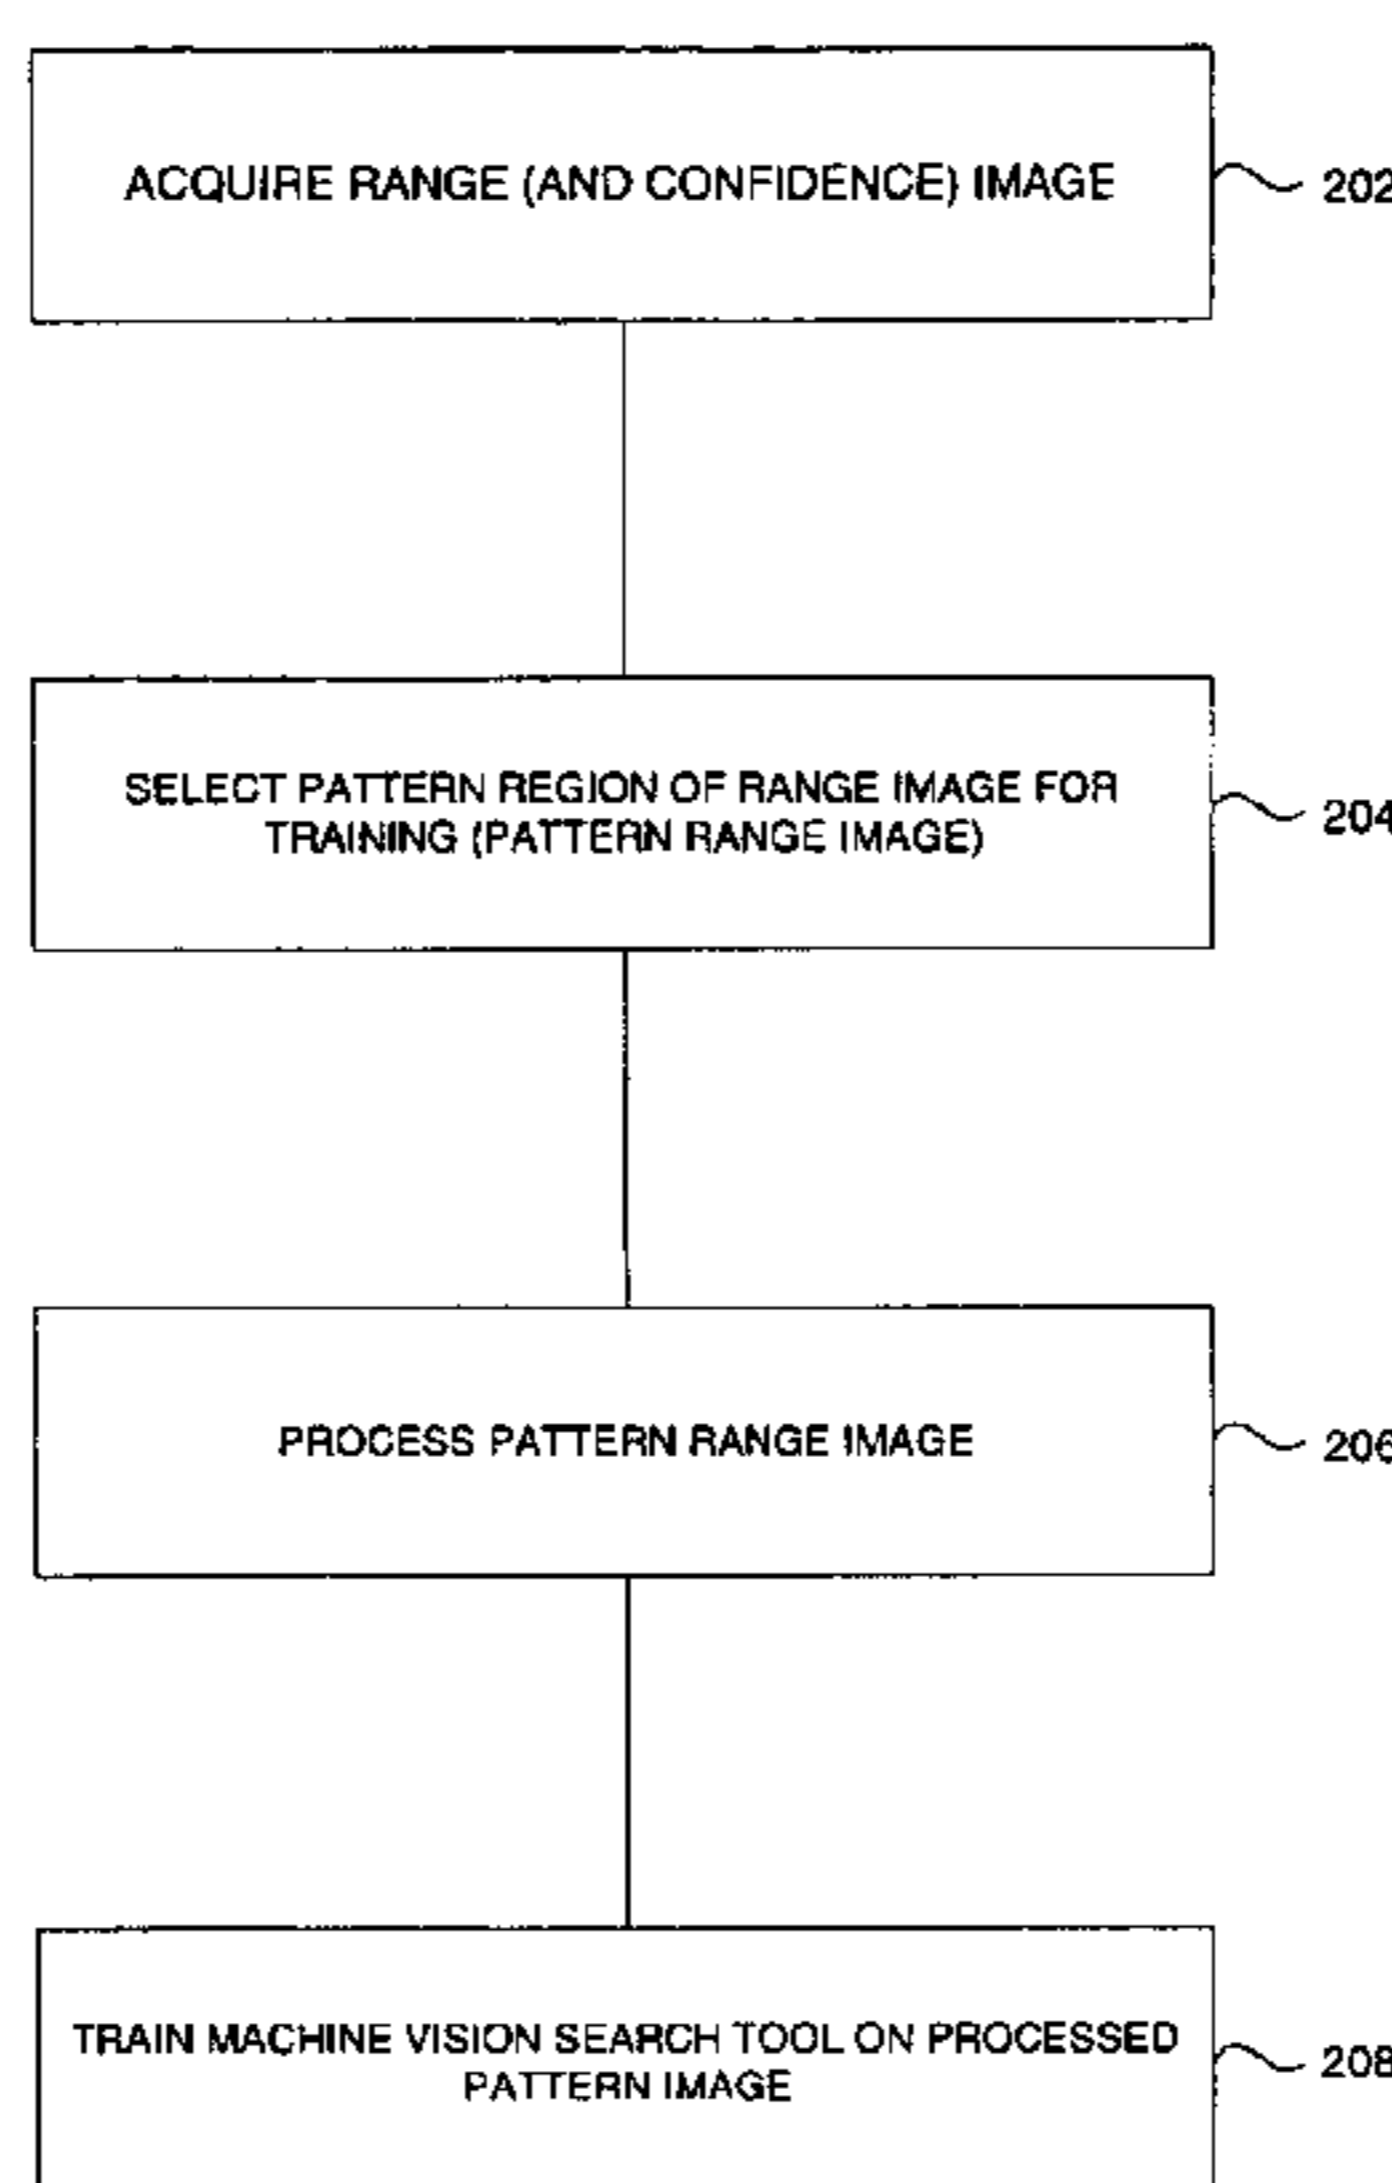 ACQUIRE RANGE (AND CONFIDENCE) IMAGE
202
SELECT PATTERN REGION OF RANGE IMAGE FOR
TRAINING (PATTERN RANGE IMAGE)
204
PROCESS PATTERN RANGE IMAGE
206
TRAIN MACHINE VISION SEARCH TOOL ON PROCESSED
PATTERN IMAGE
208